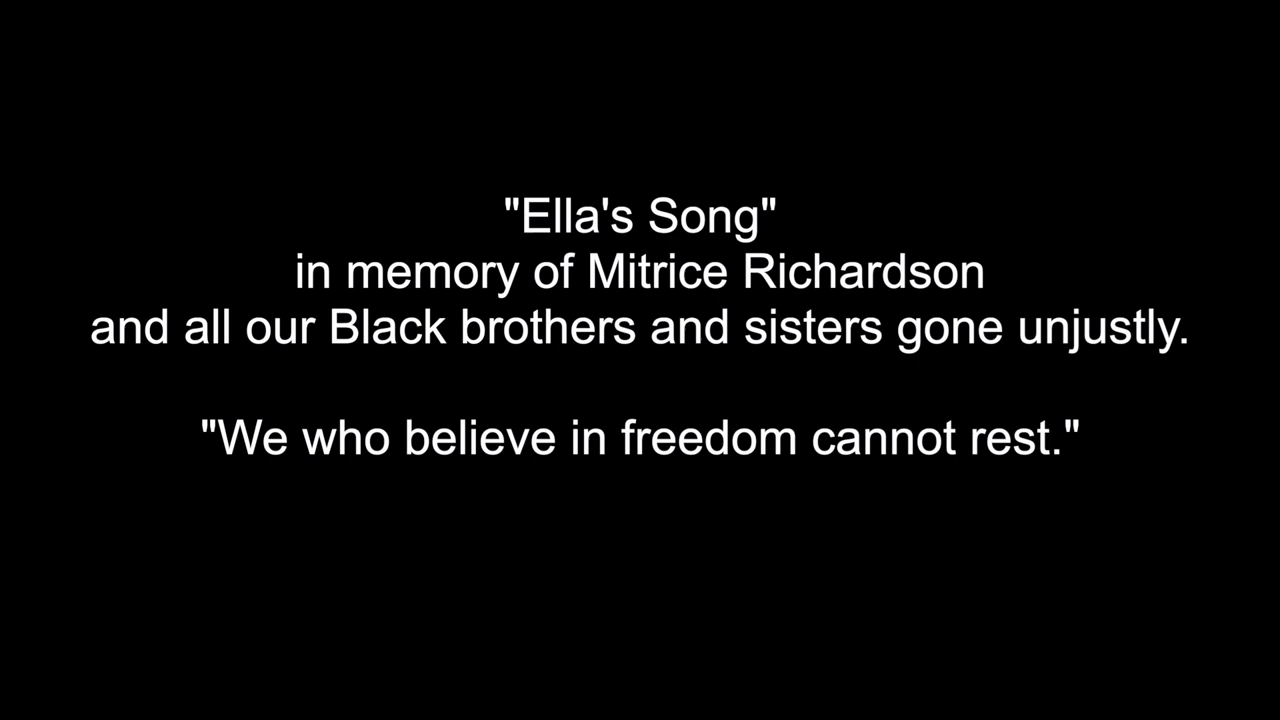 "Ella's Song"
in memory of Mitrice Richardson
and all our Black brothers and sisters gone unjustly.
"We who believe in freedom cannot rest."